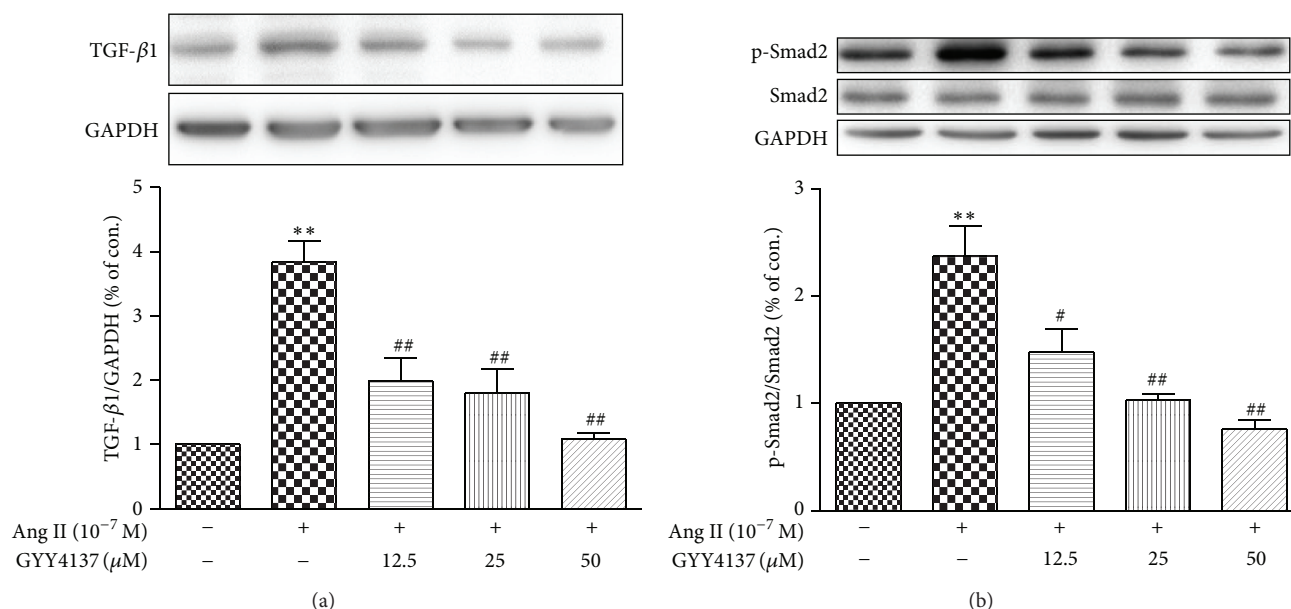 TGF-β1
GAPDH
TGF-β1/GAPDH (% of con.)
5
4
3
2
1
0
**
##
##
##
Ang II (10⁻⁷ M) − + + + +
GYY4137 (μM) − − 12.5 25 50
(a)
p-Smad2
Smad2
GAPDH
p-Smad2/Smad2 (% of con.)
3
2
1
0
**
#
##
##
Ang II (10⁻⁷ M) − + + + +
GYY4137 (μM) − − 12.5 25 50
(b)